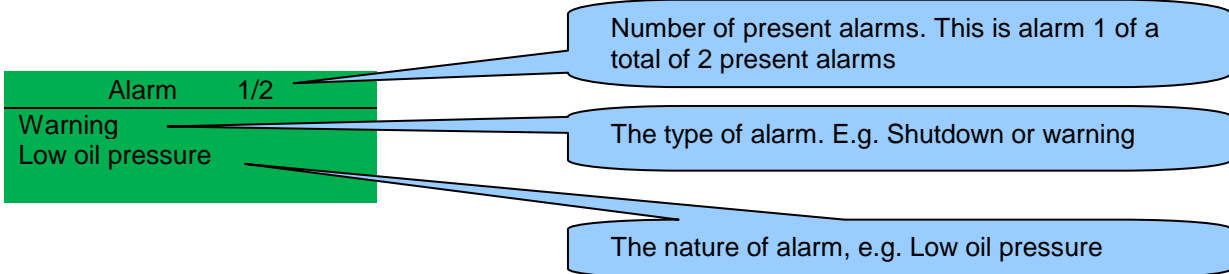 Number of present alarms. This is alarm 1 of a
total of 2 present alarms
Alarm 1/2
Warning
Low oil pressure
The type of alarm. E.g. Shutdown or warning
The nature of alarm, e.g. Low oil pressure